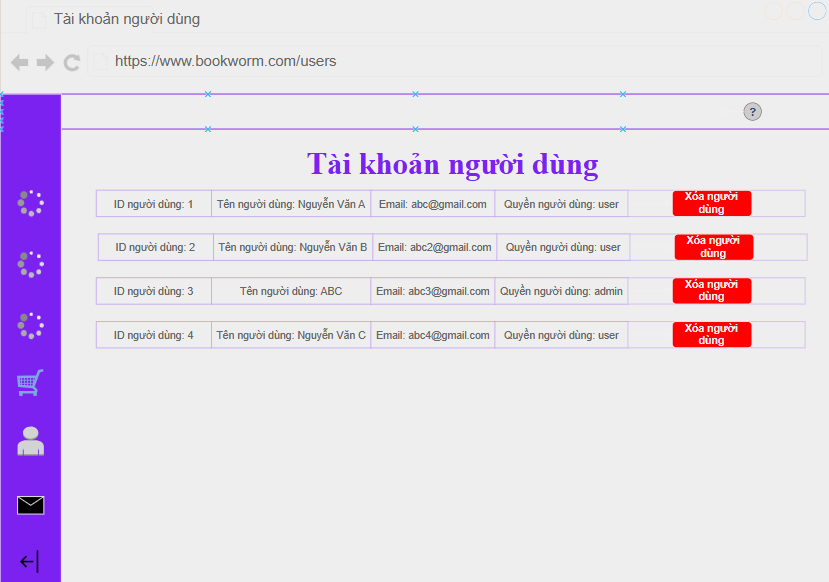 Tài khoản người dùng
https://www.bookworm.com/users
?
Tài khoản người dùng
ID người dùng: 1 Tên người dùng: Nguyễn Văn A Email: abc@gmail.com Quyền người dùng: user Xóa người dùng
ID người dùng: 2 Tên người dùng: Nguyễn Văn B Email: abc2@gmail.com Quyền người dùng: user Xóa người dùng
ID người dùng: 3 Tên người dùng: ABC Email: abc3@gmail.com Quyền người dùng: admin Xóa người dùng
ID người dùng: 4 Tên người dùng: Nguyễn Văn C Email: abc4@gmail.com Quyền người dùng: user Xóa người dùng